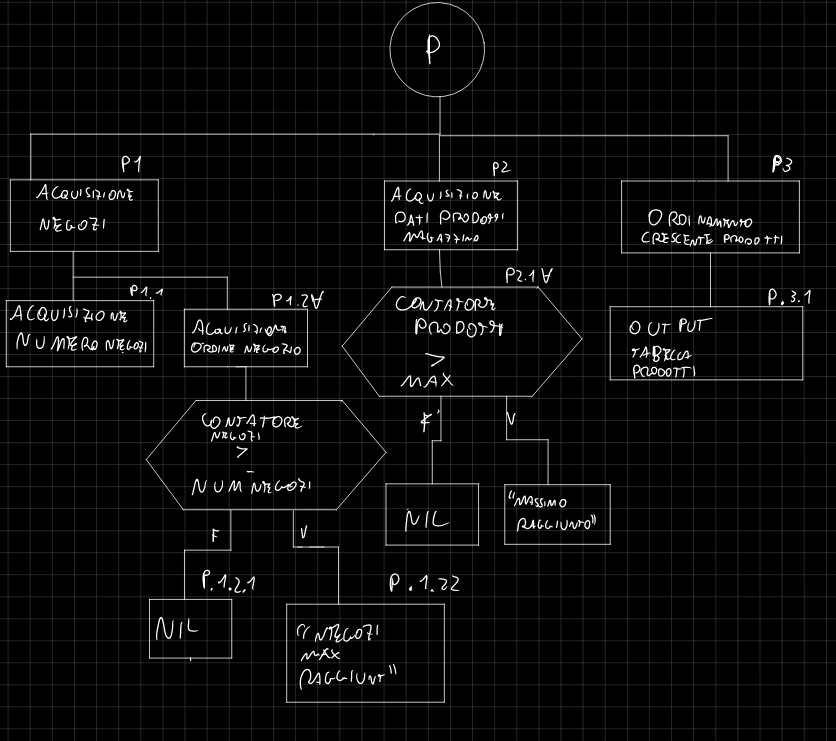 P
P1
ACQUISIZIONE
NEGOZI
P2
ACQUISIZIONE
DATI PRODOTTI
MAGAZZINO
P3
ORDINAMENTO
CRESCENTE PRODOTTI
P1.1
ACQUISIZIONE
NUMERO NEGOZI
P1.2∀
ACQUISIZIONE
ORDINE NEGOZIO
P2.1∀
CONTATORE
PRODOTTI
>
MAX
P.3.1
OUTPUT
TABELLA
PRODOTTI
CONTATORE
NEGOZI
>
NUM_NEGOZI
F
V
NIL
"MASSIMO
RAGGIUNTO"
F
V
P.1.2.1
NIL
P.1.22
"NEGOZI
MAX
RAGGIUNT"